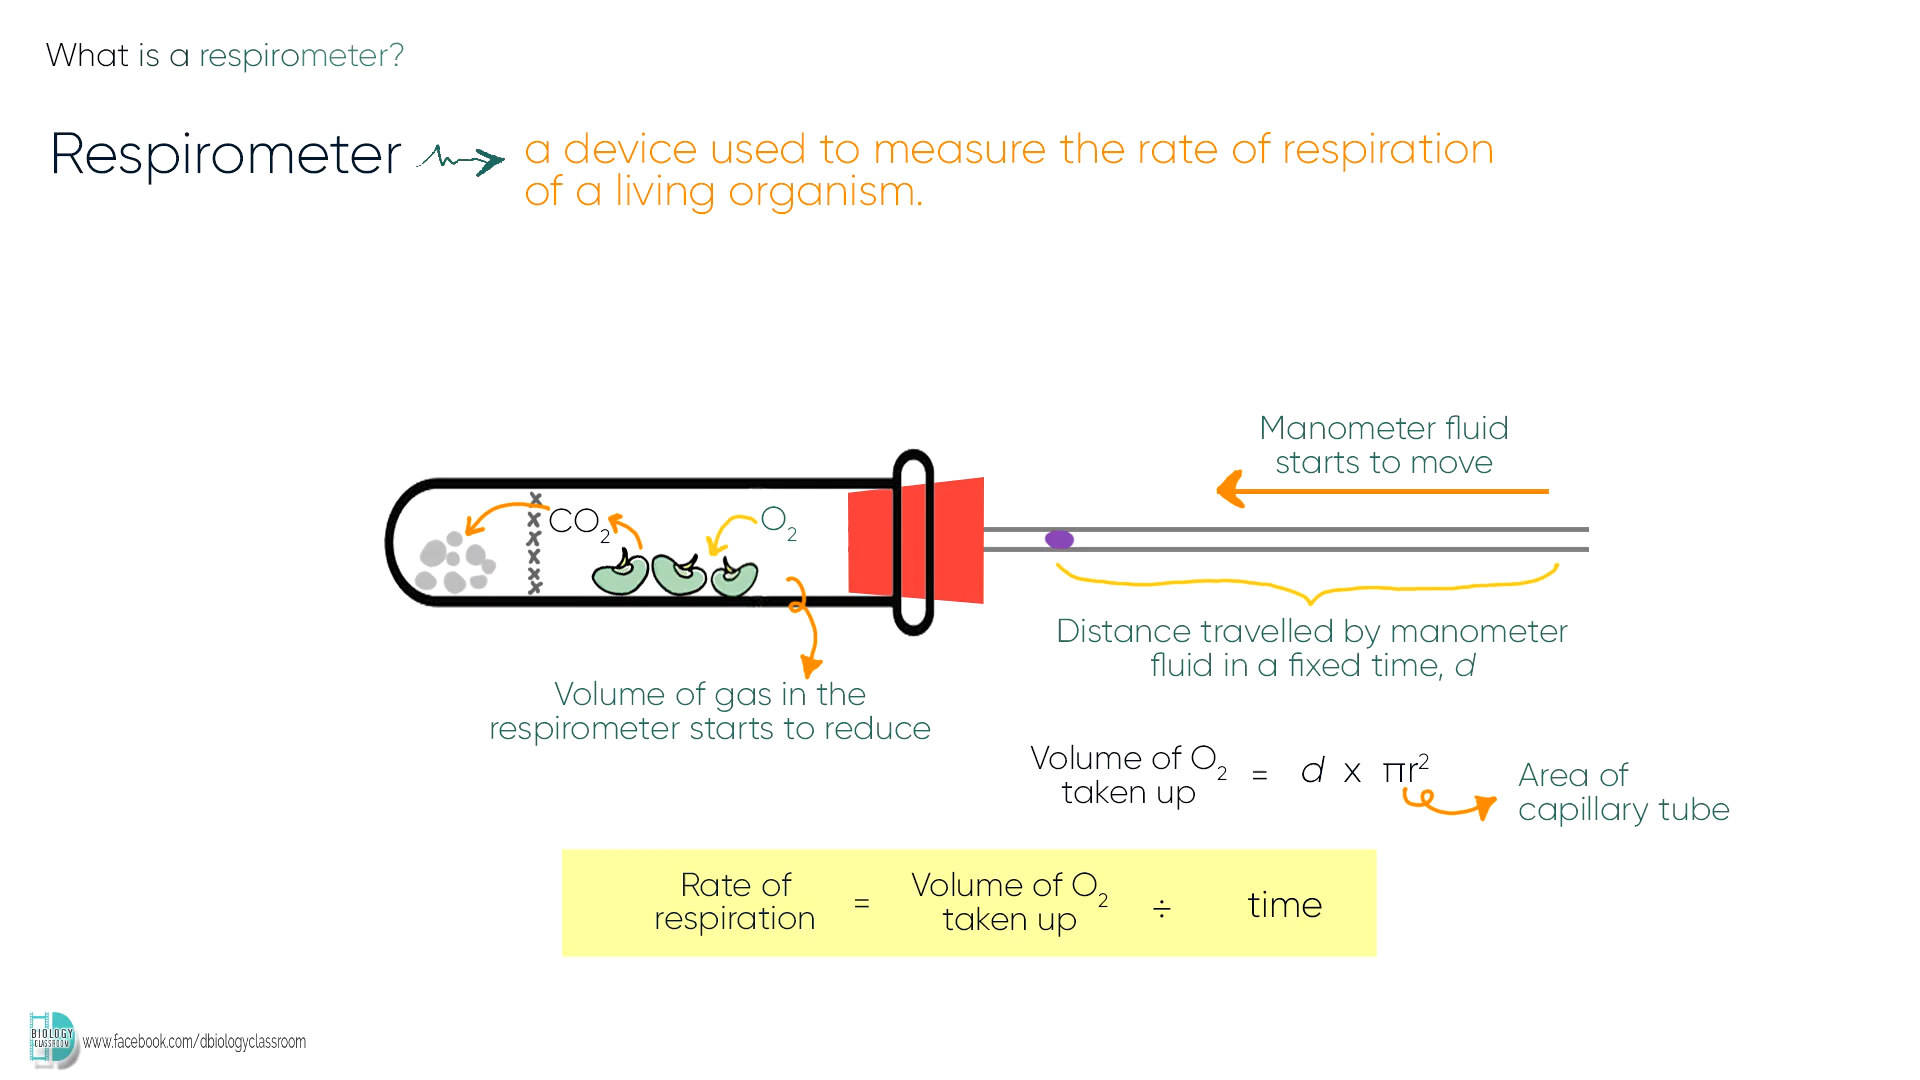 What is a respirometer?
Respirometer
a device used to measure the rate of respiration
of a living organism.
Manometer fluid
starts to move
CO₂
O₂
Distance travelled by manometer
fluid in a fixed time, d
Volume of gas in the
respirometer starts to reduce
Volume of O₂
taken up
= d x πr²
Area of
capillary tube
Rate of
respiration
=
Volume of O₂
taken up
÷ time
BIOLOGY
CLASSROOM
www.facebook.com/dbiologyclassroom